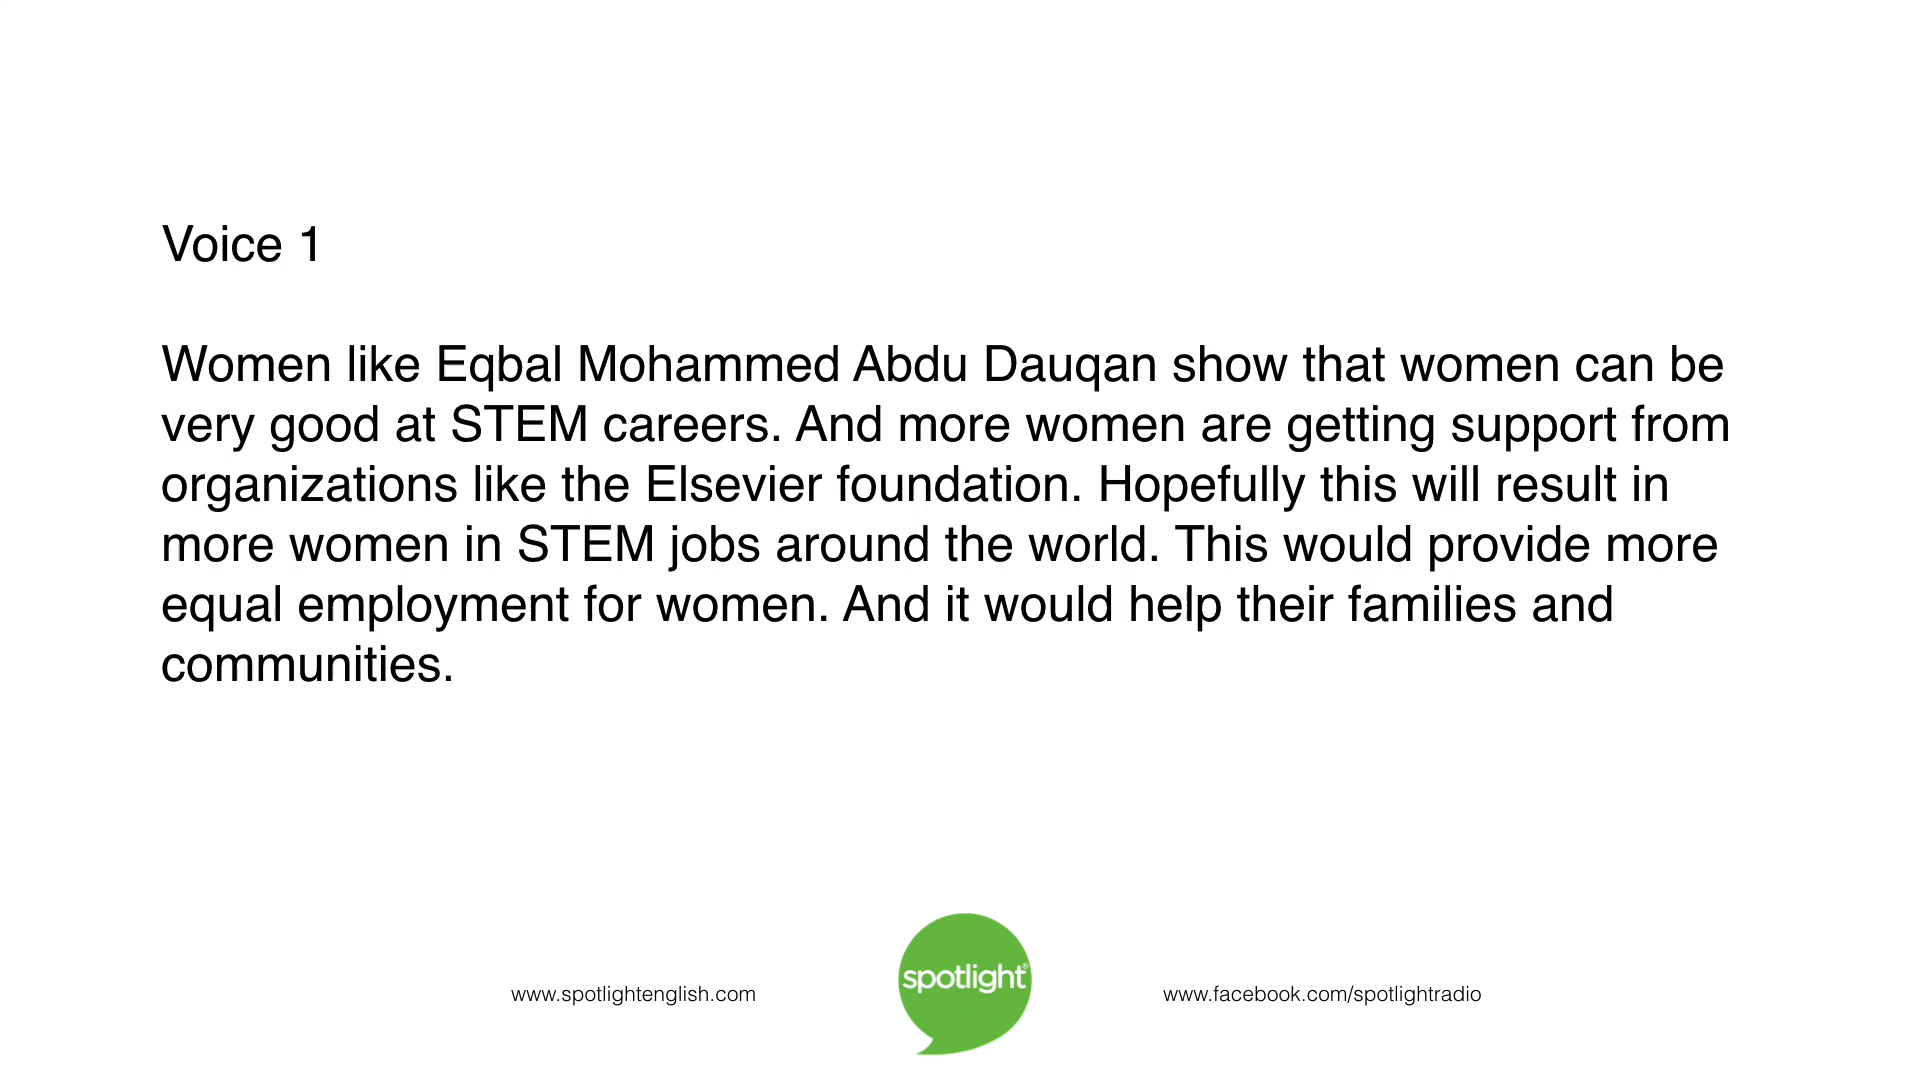 Voice 1
Women like Eqbal Mohammed Abdu Dauqan show that women can be
very good at STEM careers. And more women are getting support from
organizations like the Elsevier foundation. Hopefully this will result in
more women in STEM jobs around the world. This would provide more
equal employment for women. And it would help their families and
communities.
www.spotlightenglish.com
spotlight®
www.facebook.com/spotlightradio